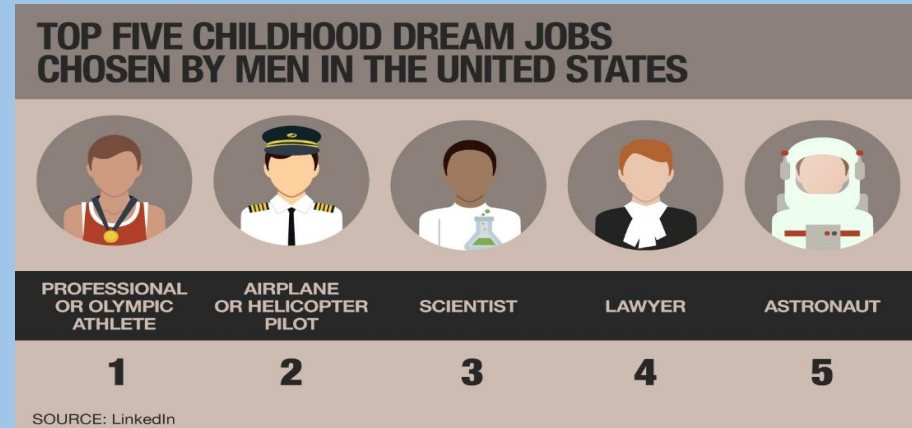 TOP FIVE CHILDHOOD DREAM JOBS
CHOSEN BY MEN IN THE UNITED STATES
PROFESSIONAL
OR OLYMPIC
ATHLETE
AIRPLANE
OR HELICOPTER
PILOT
SCIENTIST
LAWYER
ASTRONAUT
1
2
3
4
5
SOURCE: LinkedIn